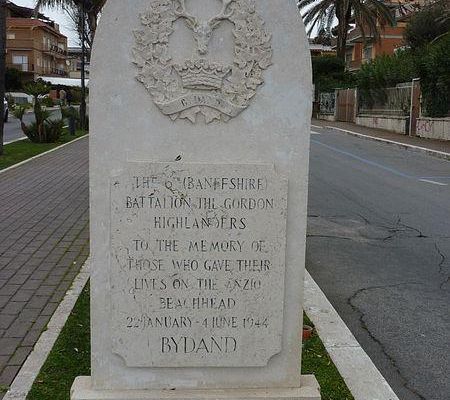 THE 6TH (BANFFSHIRE)
BATTALION THE GORDON
HIGHLANDERS
TO THE MEMORY OF
THOSE WHO GAVE THEIR
LIVES ON THE ANZIO
BEACHHEAD
22 JANUARY - 4 JUNE 1944
BYDAND